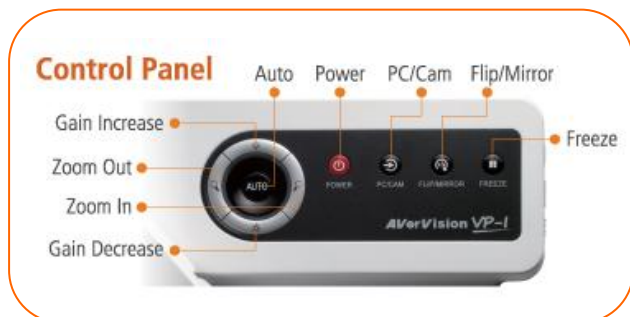 Control Panel
Auto Power PC/Cam Flip/Mirror
Gain Increase
Freeze
Zoom Out
Zoom In
Gain Decrease
AUTO
POWER PC/CAM FLIP/MIRROR FREEZE
AVerVision VP-1